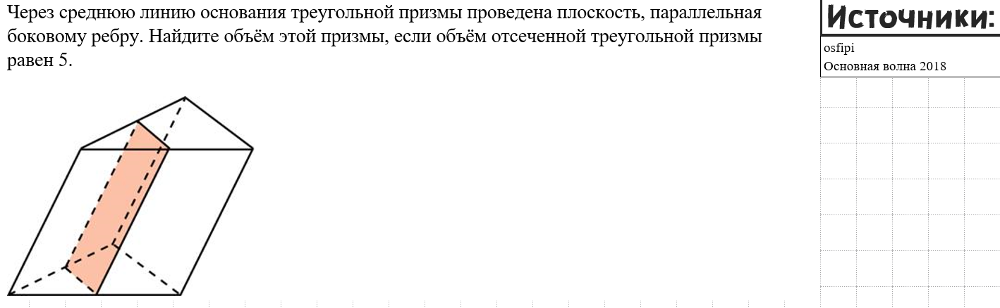 Через среднюю линию основания треугольной призмы проведена плоскость, параллельная
боковому ребру. Найдите объём этой призмы, если объём отсеченной треугольной призмы
равен 5.
Источники:
osfipi
Основная волна 2018